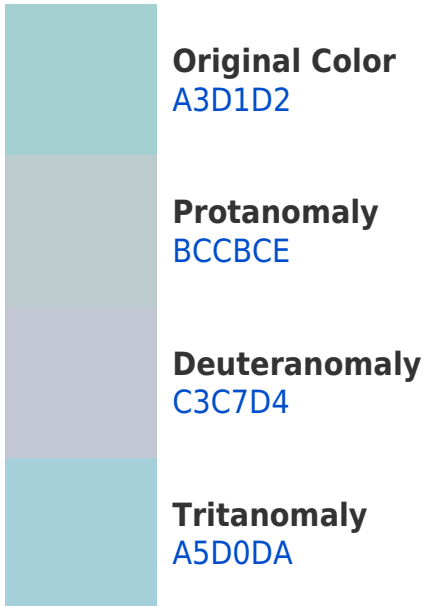 Original Color
A3D1D2
Protanomaly
BCCBCE
Deuteranomaly
C3C7D4
Tritanomaly
A5D0DA